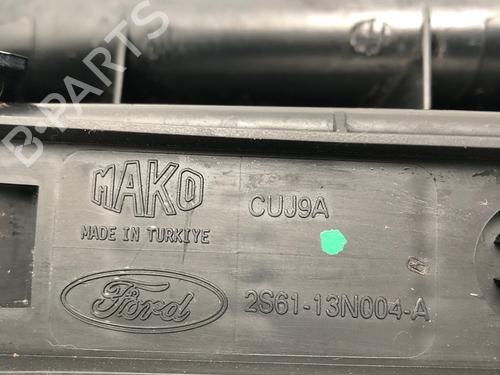 B-PARTS
MAKO
CUJ9A
MADE IN TURKIYE
Ford
2S61-13N004-A